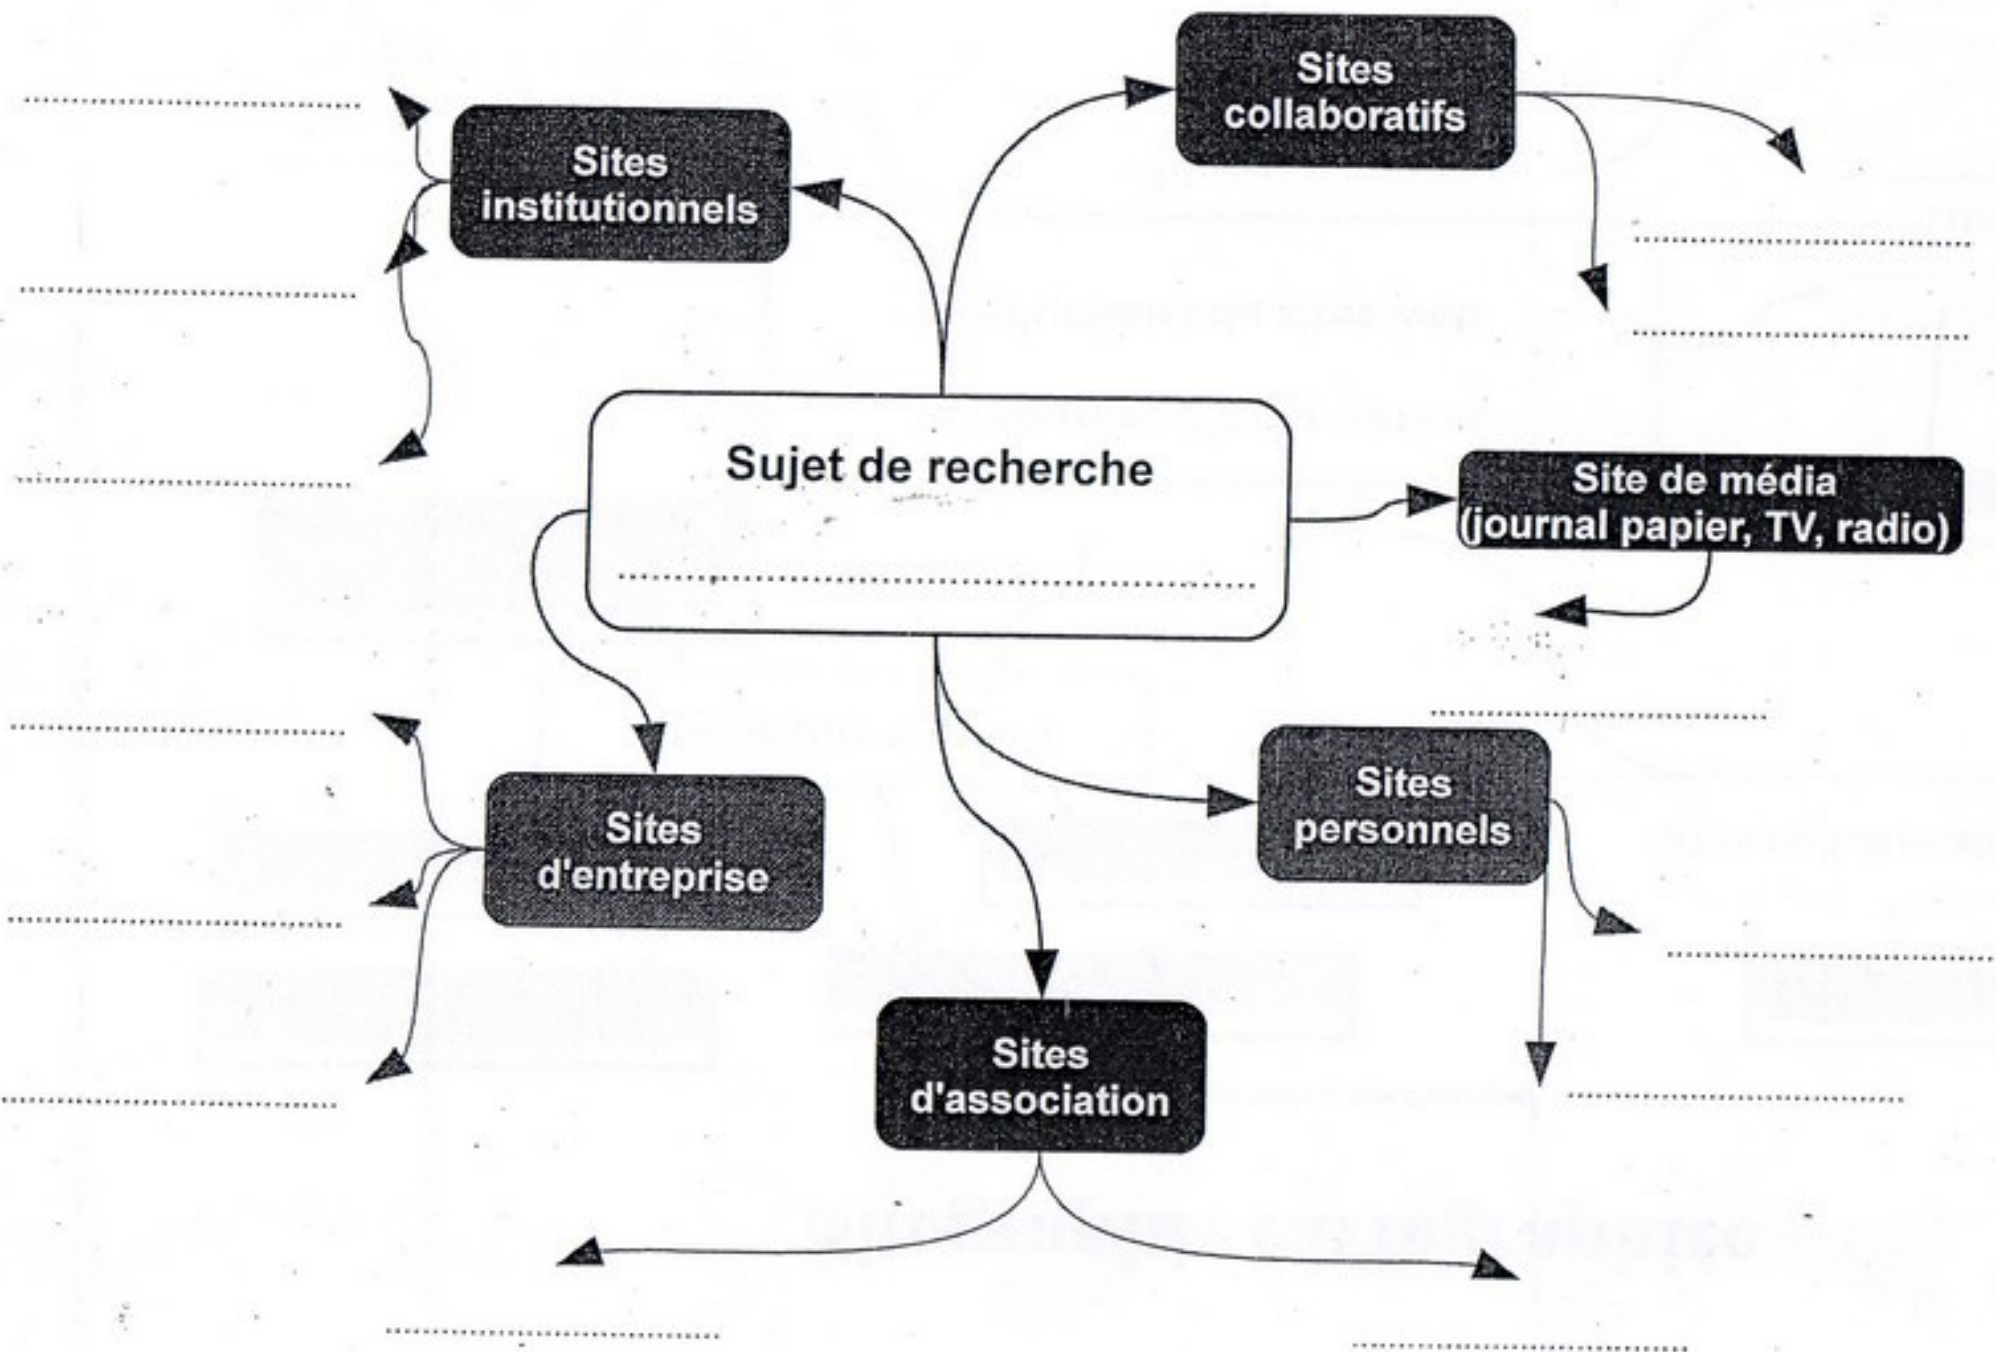 Sites
collaboratifs
Sites
institutionnels
Sujet de recherche
Site de média
(journal papier, TV, radio)
Sites
personnels
Sites
d'entreprise
Sites
d'association